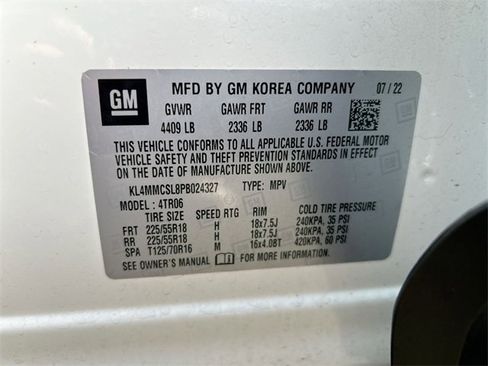 GM MFD BY GM KOREA COMPANY 07 / 22
GVWR GAWR FRT GAWR RR
4409 LB 2336 LB 2336 LB
THIS VEHICLE CONFORMS TO ALL APPLICABLE U.S. FEDERAL MOTOR
VEHICLE SAFETY AND THEFT PREVENTION STANDARDS IN EFFECT
ON THE DATE OF MANUFACTURE SHOWN ABOVE.
KL4MMCSL8PB024327 TYPE : MPV
MODEL : 4TR06
TIRE SIZE SPEED RTG RIM COLD TIRE PRESSURE
FRT 225/55R18 H 18x7.5J 240KPA, 35 PSI
RR 225/55R18 H 18x7.5J 240KPA, 35 PSI
SPA T125/70R16 M 16x4.0BT 420KPA, 60 PSI
SEE OWNER'S MANUAL FOR MORE INFORMATION.